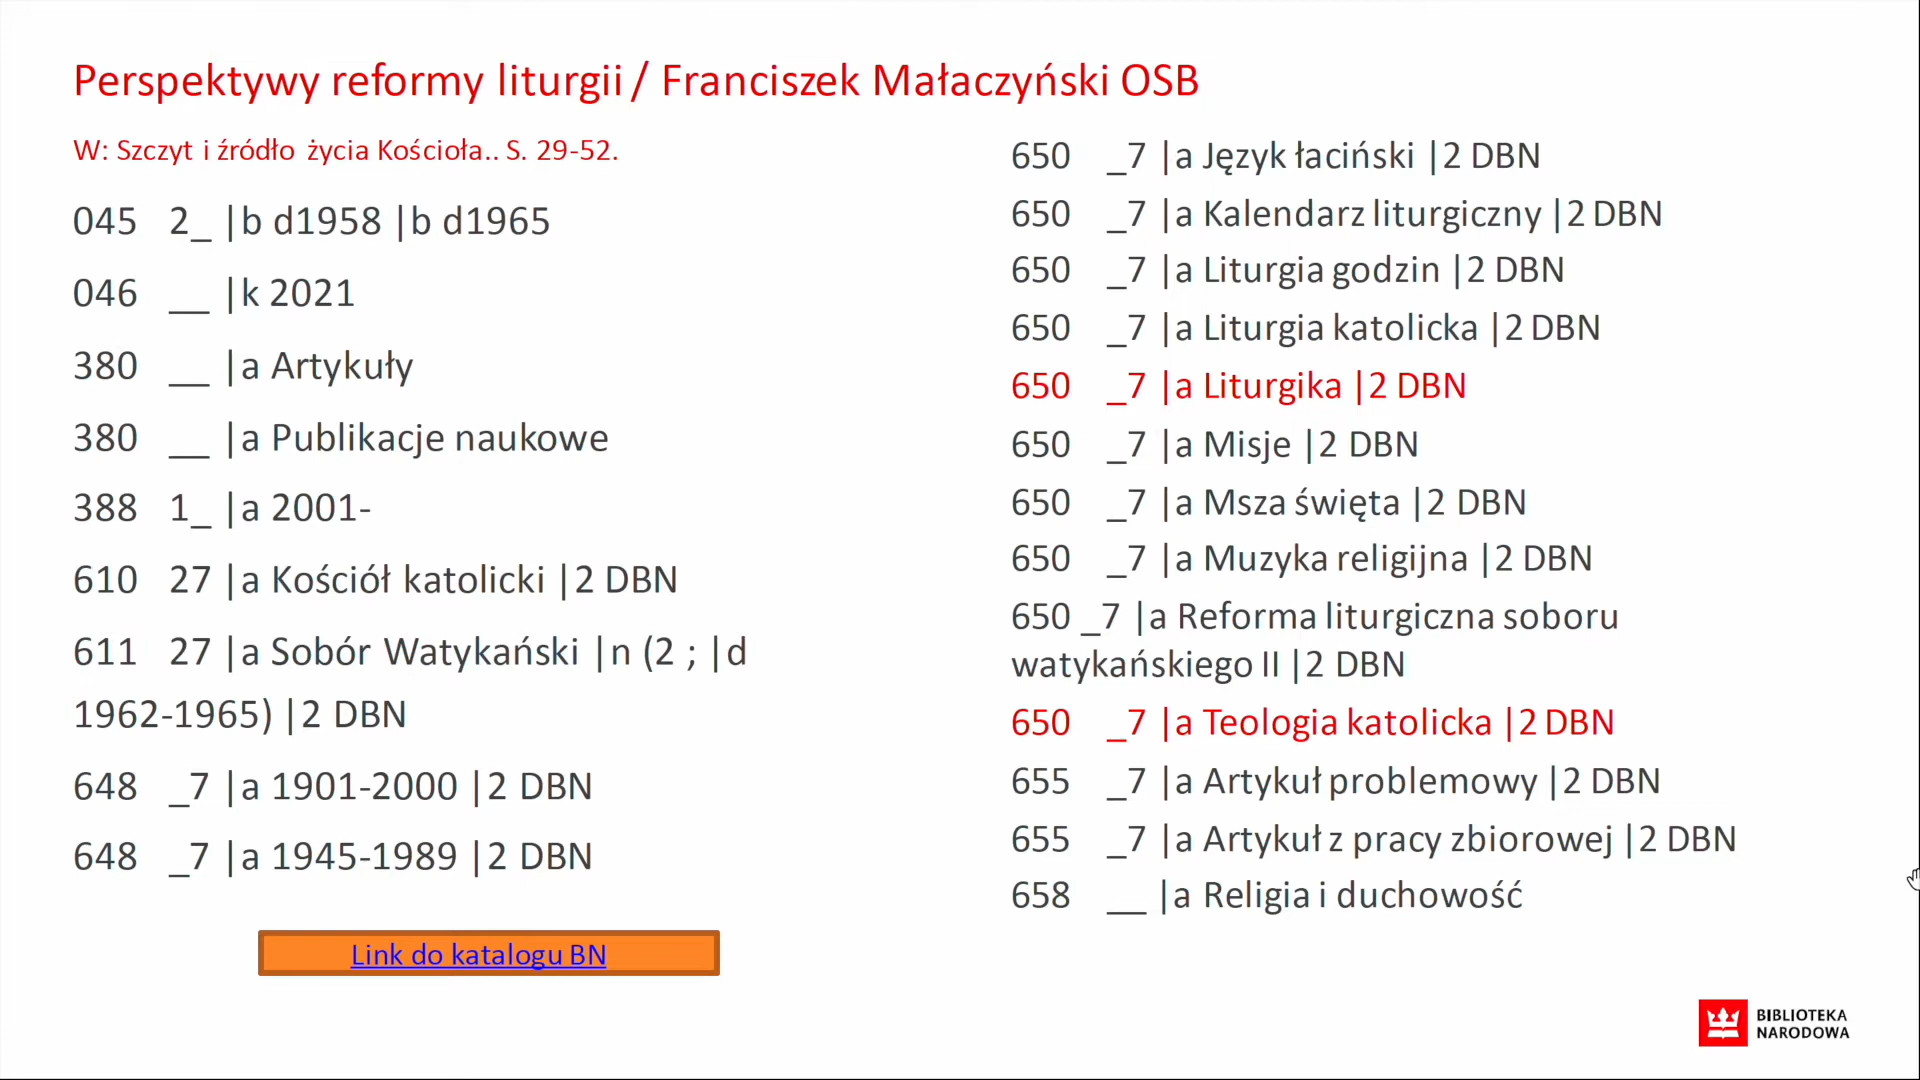 Perspektywy reformy liturgii / Franciszek Małaczyński OSB
W: Szczyt i źródło życia Kościoła.. S. 29-52.
045 2_ |b d1958 |b d1965
046 __ |k 2021
380 __ |a Artykuły
380 __ |a Publikacje naukowe
388 1_ |a 2001-
610 27 |a Kościół katolicki |2 DBN
611 27 |a Sobór Watykański |n (2 ; |d
1962-1965) |2 DBN
648 _7 |a 1901-2000 |2 DBN
648 _7 |a 1945-1989 |2 DBN
Link do katalogu BN
650 _7 |a Język łaciński |2 DBN
650 _7 |a Kalendarz liturgiczny |2 DBN
650 _7 |a Liturgia godzin |2 DBN
650 _7 |a Liturgia katolicka |2 DBN
650 _7 |a Liturgika |2 DBN
650 _7 |a Misje |2 DBN
650 _7 |a Msza święta |2 DBN
650 _7 |a Muzyka religijna |2 DBN
650 _7 |a Reforma liturgiczna soboru
watykańskiego II |2 DBN
650 _7 |a Teologia katolicka |2 DBN
655 _7 |a Artykuł problemowy |2 DBN
655 _7 |a Artykuł z pracy zbiorowej |2 DBN
658 __ |a Religia i duchowość
BIBLIOTEKA
NARODOWA